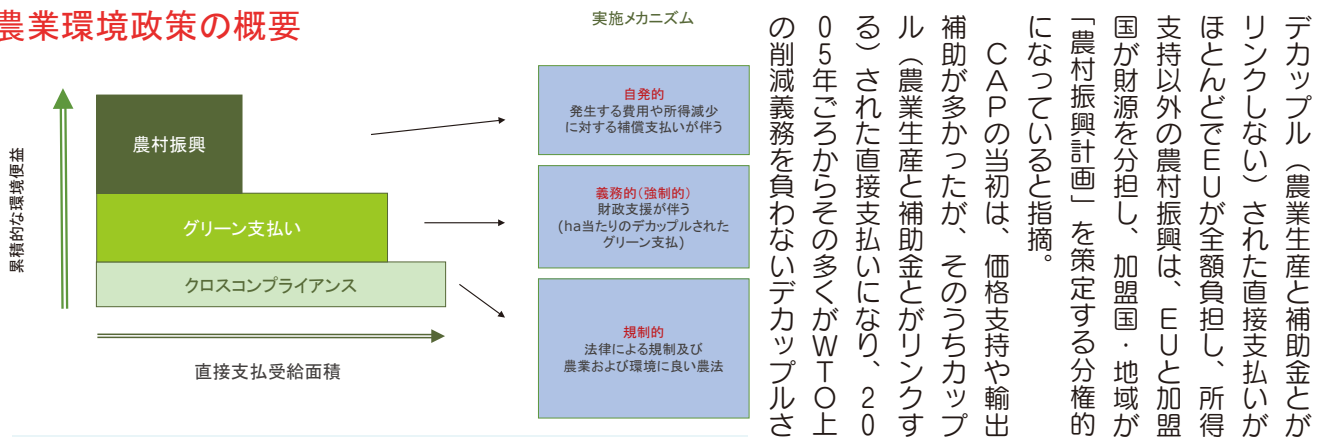 農業環境政策の概要
実施メカニズム
累積的な環境便益
農村振興
グリーン支払い
クロスコンプライアンス
直接支払受給面積
自発的
発生する費用や所得減少
に対する補償支払いが伴う
義務的(強制的)
財政支援が伴う
(ha当たりのデカップルされた
グリーン支払)
規制的
法律による規制及び
農業および環境に良い農法
デカップル（農業生産と補助金とが
リンクしない）された直接支払いが
ほとんどでＥＵが全額負担し、所得
支持以外の農村振興は、ＥＵと加盟
国が財源を分担し、加盟国・地域が
「農村振興計画」を策定する分権的
になっていると指摘。
　ＣＡＰの当初は、価格支持や輸出
補助が多かったが、そのうちカップ
ル（農業生産と補助金とがリンクす
る）された直接支払いになり、２０
０５年ごろからその多くがＷＴＯ上
の削減義務を負わないデカップルさ